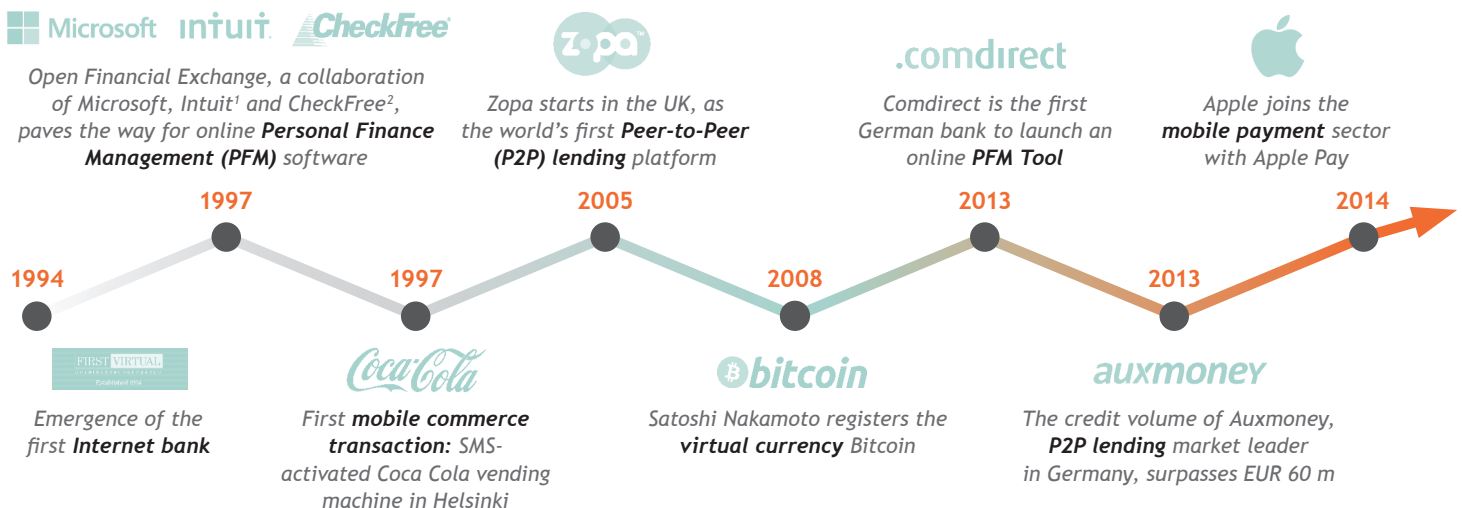 Microsoft
intuit.
CheckFree
Open Financial Exchange, a collaboration
of Microsoft, Intuit¹ and CheckFree²,
paves the way for online Personal Finance
Management (PFM) software
1997
zopa™
Zopa starts in the UK, as
the world's first Peer-to-Peer
(P2P) lending platform
2005
.comdirect
Comdirect is the first
German bank to launch an
online PFM Tool
2013
Apple joins the
mobile payment sector
with Apple Pay
2014
1994
FIRST VIRTUAL
Established 1994
Emergence of the
first Internet bank
1997
Coca-Cola
First mobile commerce
transaction: SMS-
activated Coca Cola vending
machine in Helsinki
2008
bitcoin
Satoshi Nakamoto registers the
virtual currency Bitcoin
2013
auxmoney
The credit volume of Auxmoney,
P2P lending market leader
in Germany, surpasses EUR 60 m